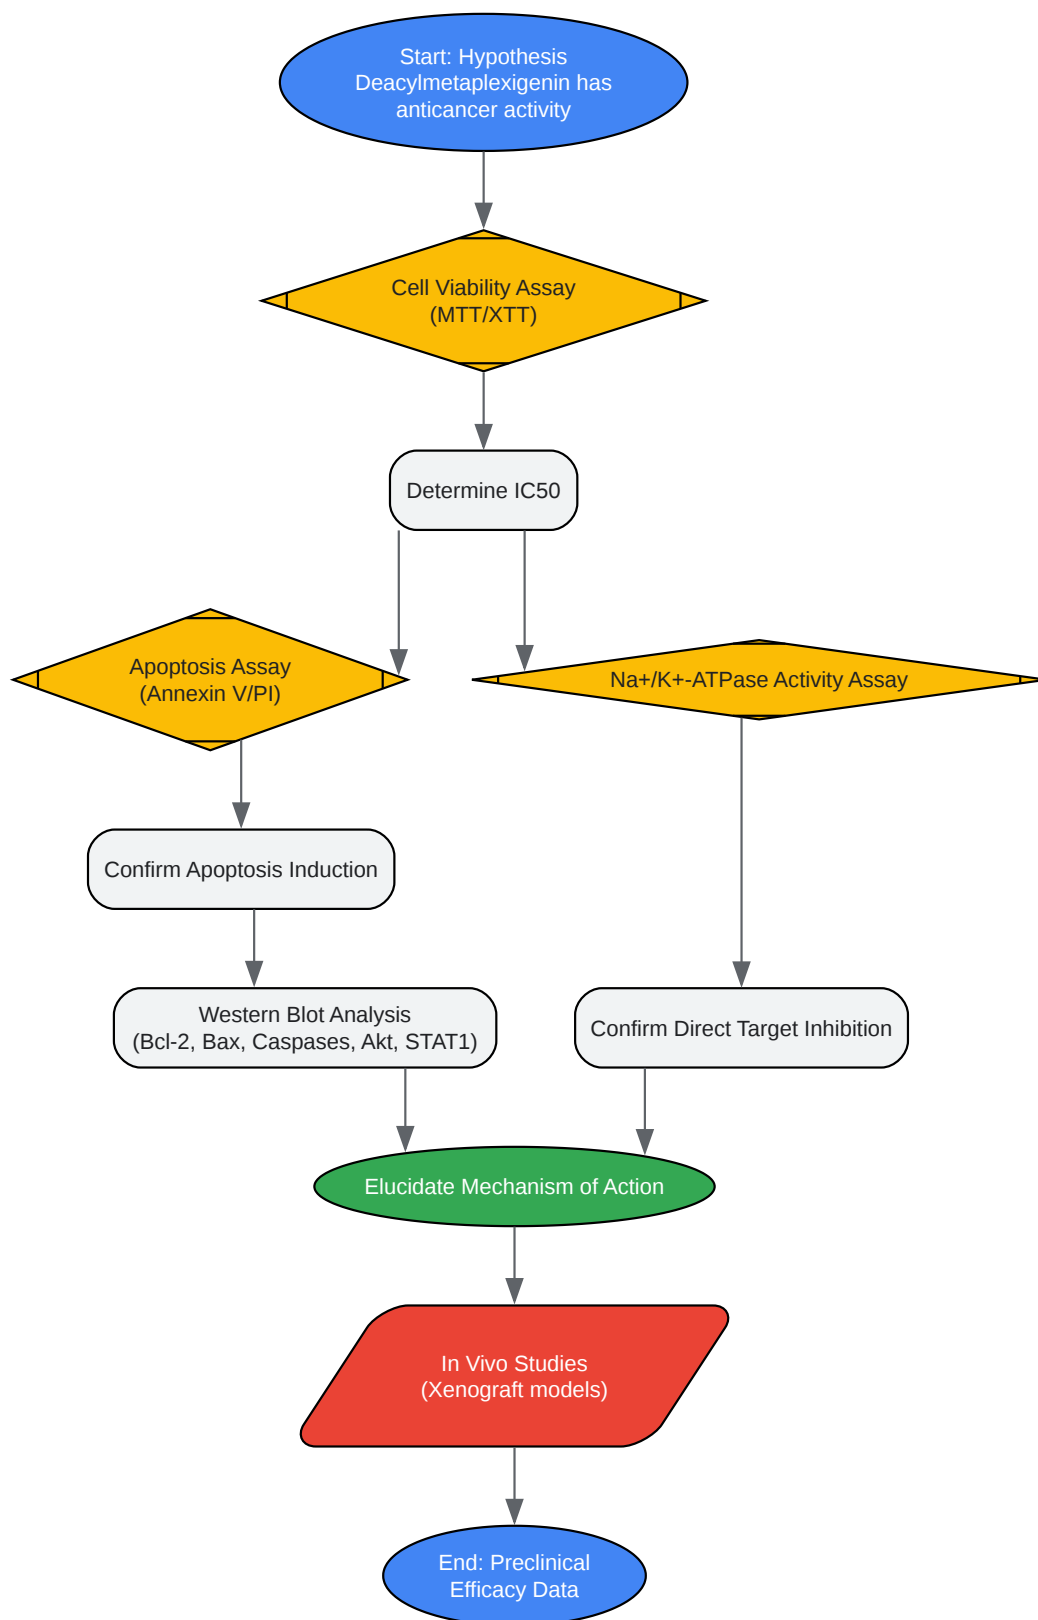 Start: Hypothesis
Deacylmetaplexigenin has
anticancer activity
Cell Viability Assay
(MTT/XTT)
Determine IC50
Apoptosis Assay
(Annexin V/PI)
Na+/K+-ATPase Activity Assay
Confirm Apoptosis Induction
Western Blot Analysis
(Bcl-2, Bax, Caspases, Akt, STAT1)
Confirm Direct Target Inhibition
Elucidate Mechanism of Action
In Vivo Studies
(Xenograft models)
End: Preclinical
Efficacy Data